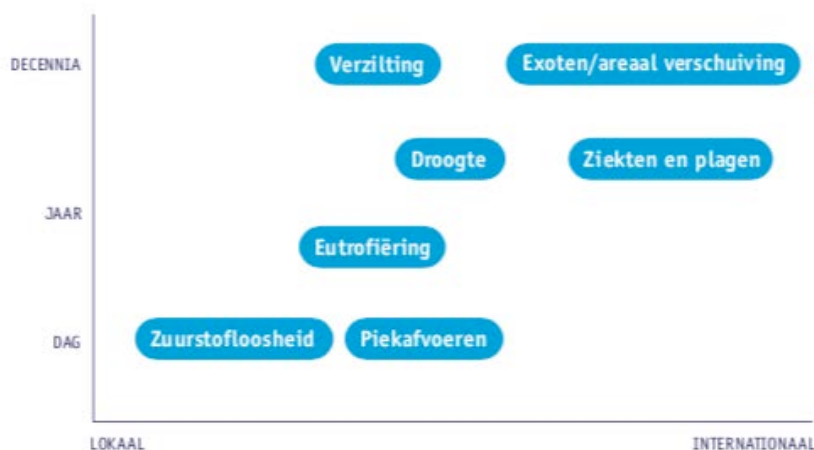 DECENNIA
Verzilting
Exoten/areaal verschuiving
Droogte
Ziekten en plagen
JAAR
Eutrofiëring
DAG
Zuurstofloosheid
Piekafvoeren
LOKAAL
INTERNATIONAAL